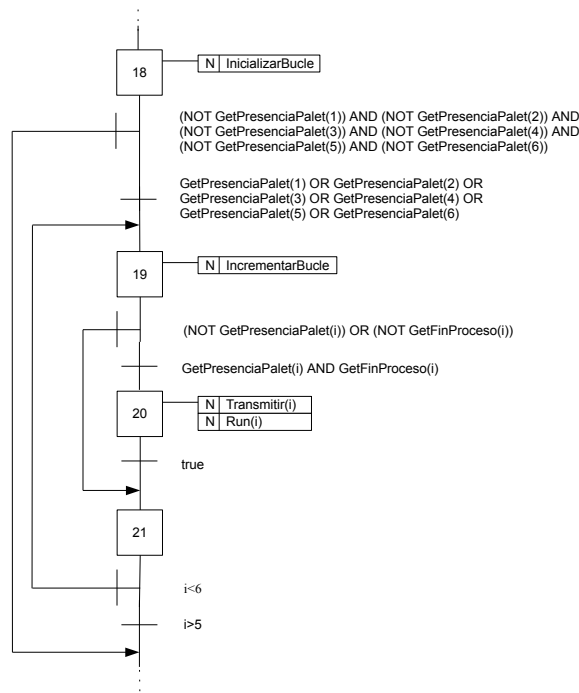 18
N InicializarBucle
(NOT GetPresenciaPalet(1)) AND (NOT GetPresenciaPalet(2)) AND
(NOT GetPresenciaPalet(3)) AND (NOT GetPresenciaPalet(4)) AND
(NOT GetPresenciaPalet(5)) AND (NOT GetPresenciaPalet(6))
GetPresenciaPalet(1) OR GetPresenciaPalet(2) OR
GetPresenciaPalet(3) OR GetPresenciaPalet(4) OR
GetPresenciaPalet(5) OR GetPresenciaPalet(6)
19
N IncrementarBucle
(NOT GetPresenciaPalet(i)) OR (NOT GetFinProceso(i))
GetPresenciaPalet(i) AND GetFinProceso(i)
20
N Transmitir(i)
N Run(i)
true
21
i<6
i>5